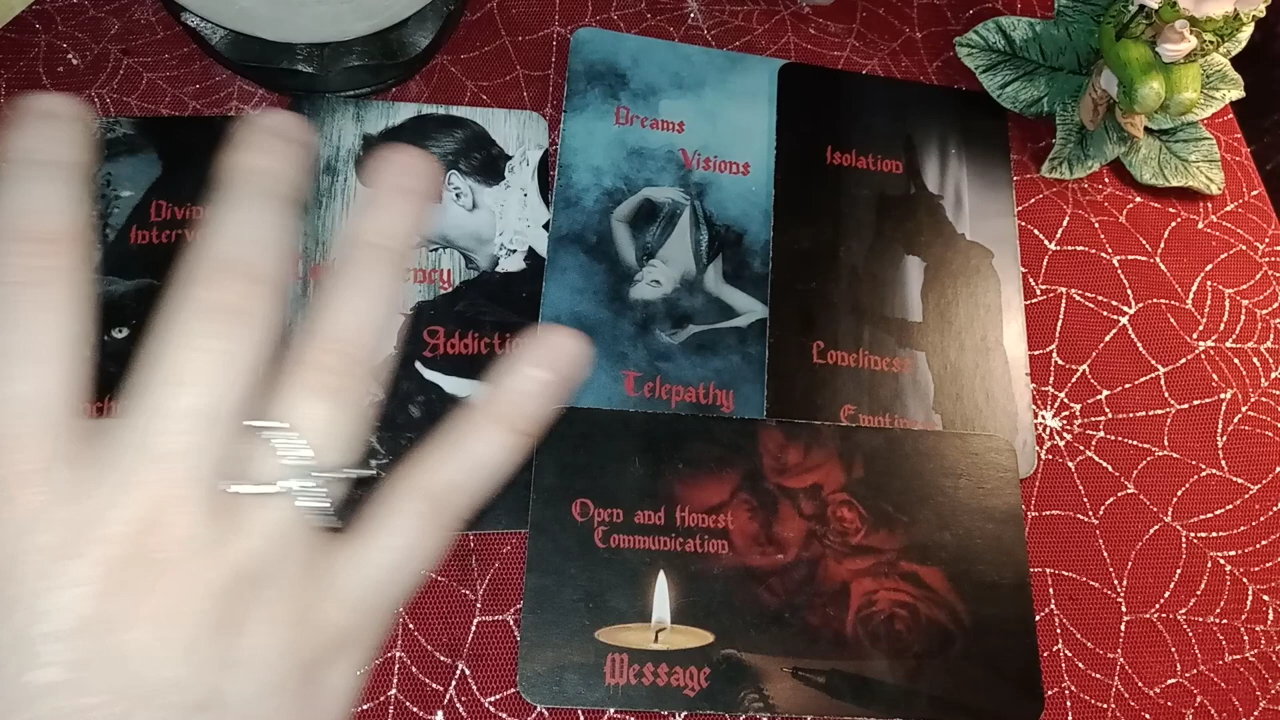 Addiction
Dreams
Visions
Telepathy
Isolation
Loneliness
Open and Honest
Communication
Message